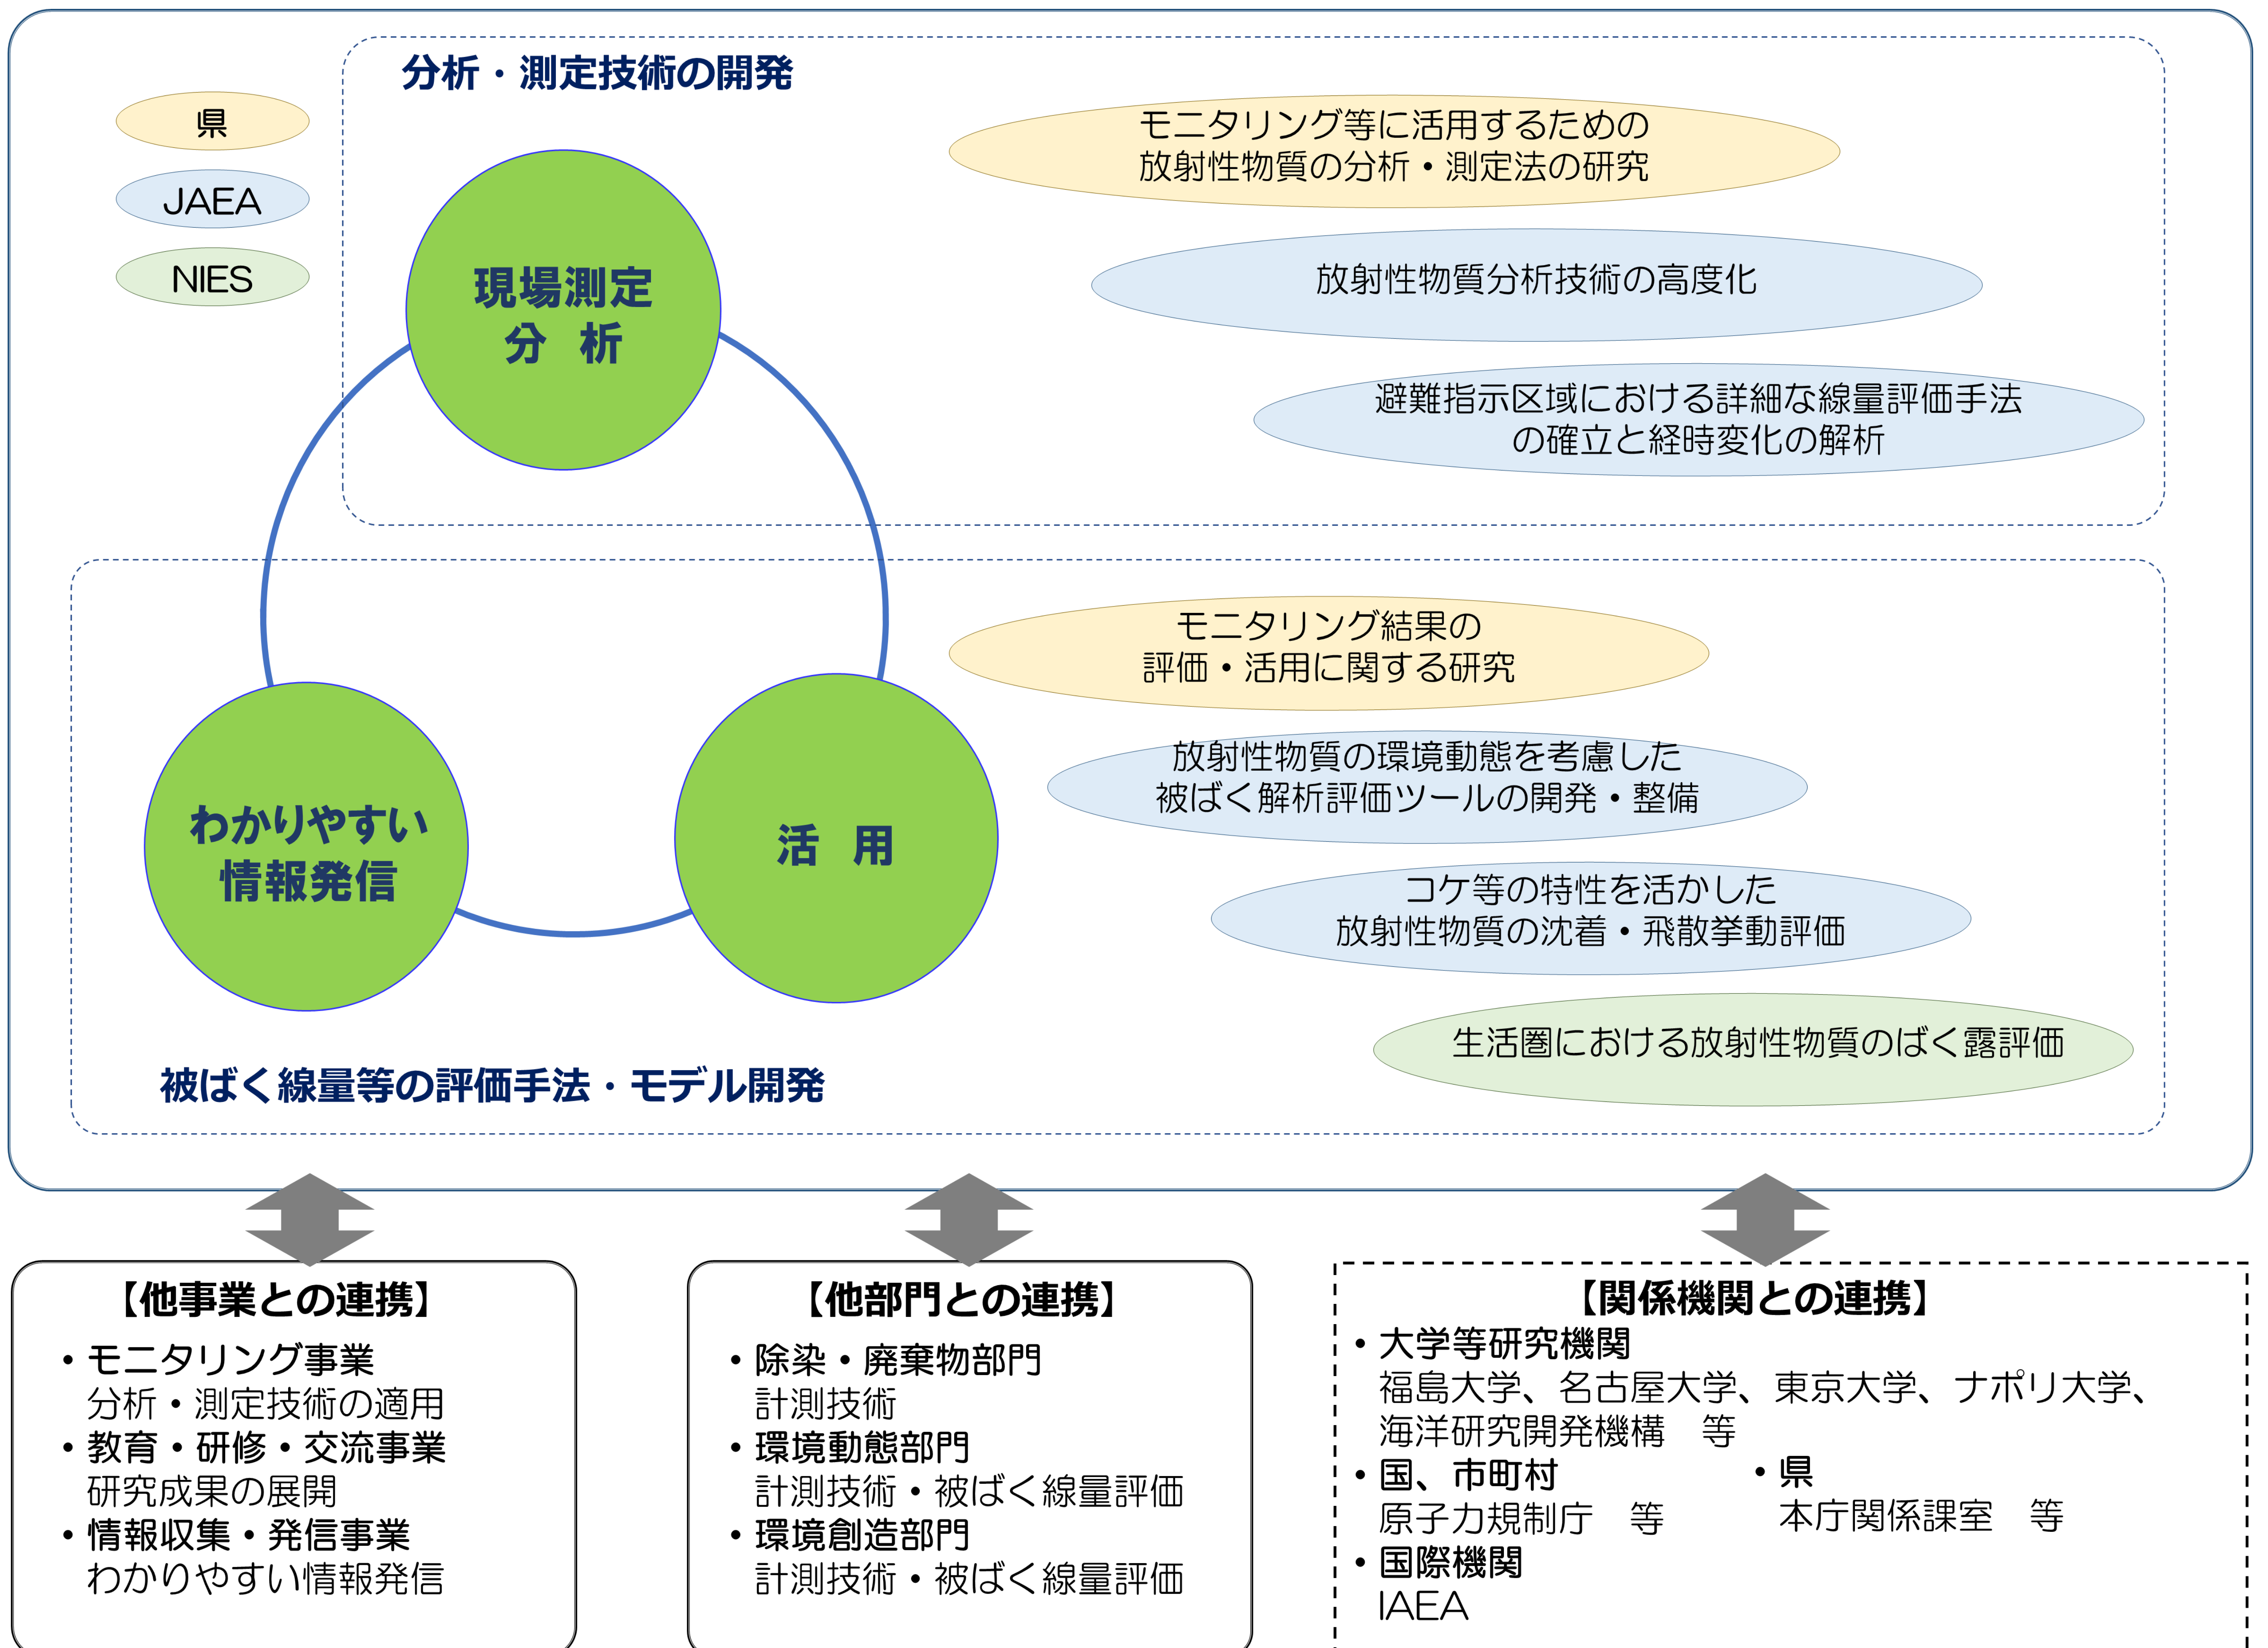 分析・測定技術の開発
県
JAEA
NIES
現場測定
分 析
モニタリング等に活用するための
放射性物質の分析・測定法の研究
放射性物質分析技術の高度化
避難指示区域における詳細な線量評価手法
の確立と経時変化の解析
わかりやすい
情報発信
活 用
モニタリング結果の
評価・活用に関する研究
放射性物質の環境動態を考慮した
被ばく解析評価ツールの開発・整備
コケ等の特性を活かした
放射性物質の沈着・飛散挙動評価
生活圏における放射性物質のばく露評価
被ばく線量等の評価手法・モデル開発
【他事業との連携】
・モニタリング事業
分析・測定技術の適用
・教育・研修・交流事業
研究成果の展開
・情報収集・発信事業
わかりやすい情報発信
【他部門との連携】
・除染・廃棄物部門
計測技術
・環境動態部門
計測技術・被ばく線量評価
・環境創造部門
計測技術・被ばく線量評価
【関係機関との連携】
・大学等研究機関
福島大学、名古屋大学、東京大学、ナポリ大学、
海洋研究開発機構 等
・国、市町村
原子力規制庁 等
・県
本庁関係課室 等
・国際機関
IAEA